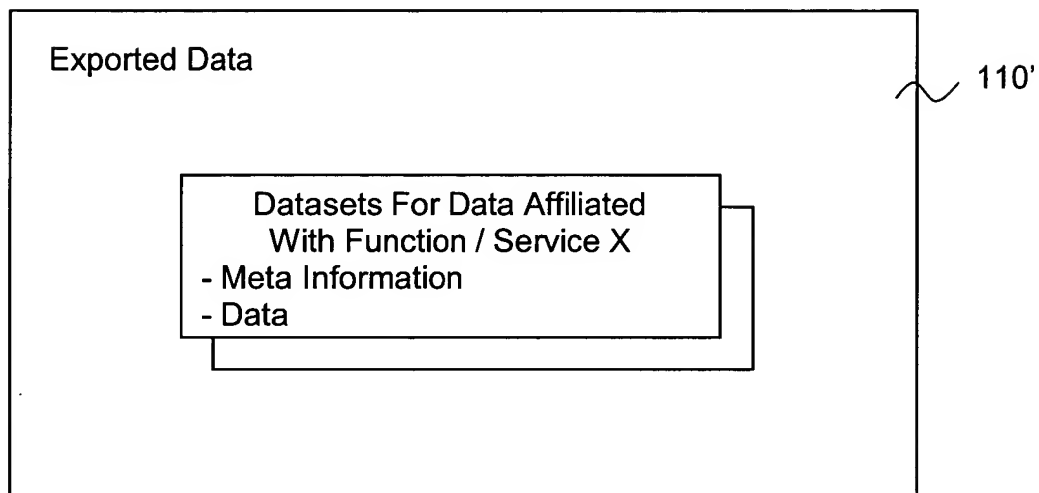 Exported Data
110'
Datasets For Data Affiliated
With Function / Service X
- Meta Information
- Data